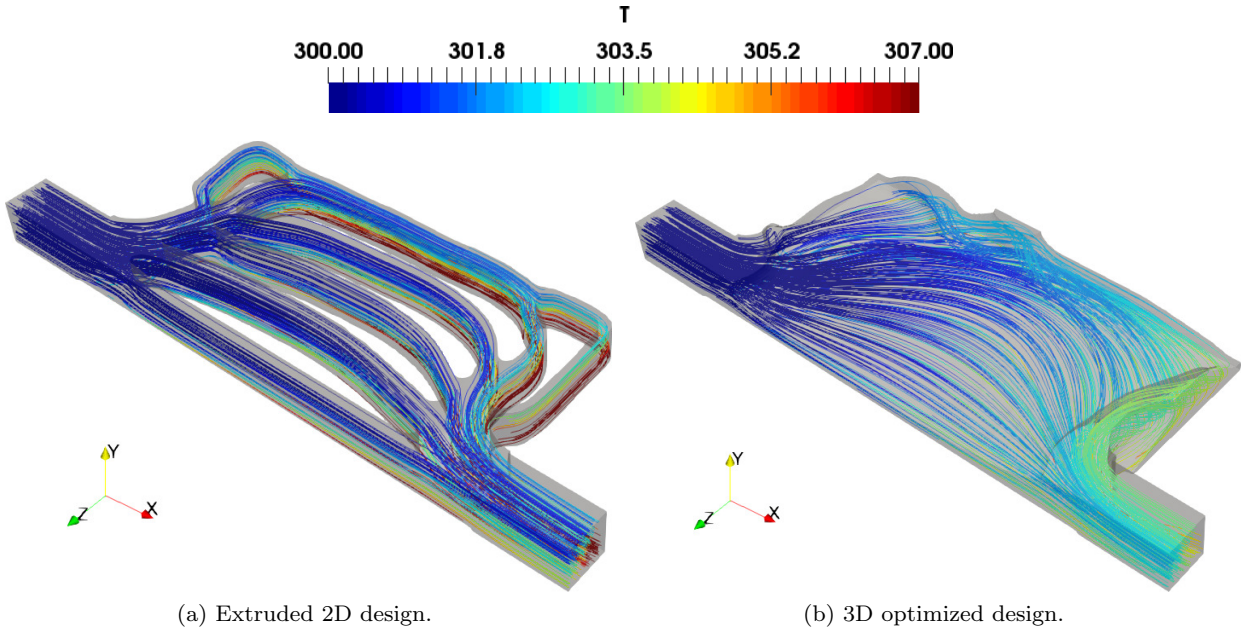 T
300.00 301.8 303.5 305.2 307.00
Y
X
Z
Y
X
Z
(a) Extruded 2D design.
(b) 3D optimized design.